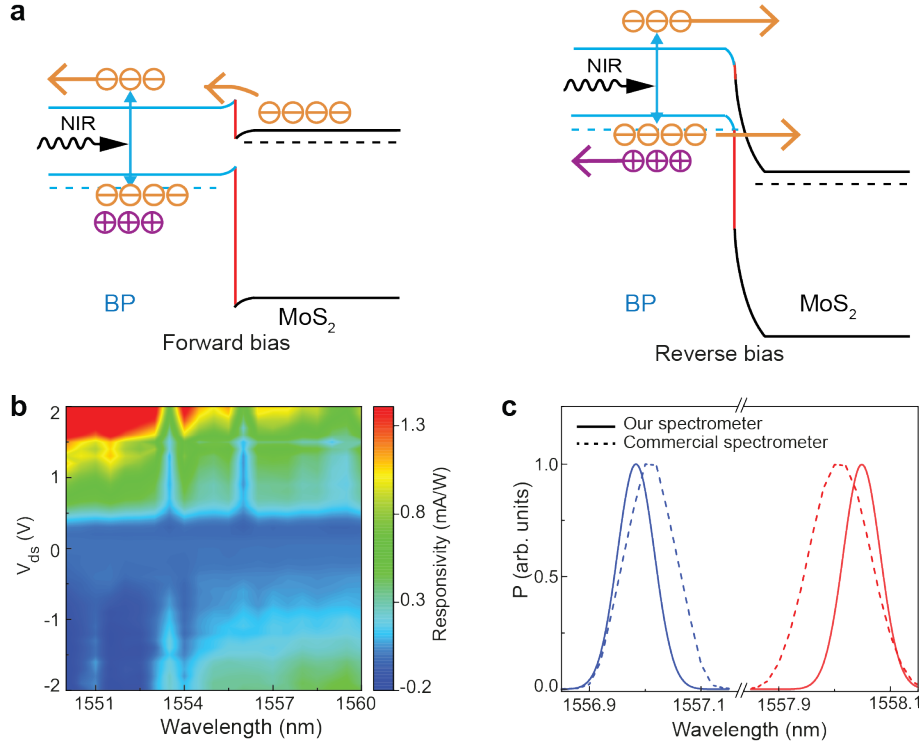 a
NIR
BP
MoS2
Forward bias
NIR
BP
MoS2
Reverse bias
b
2
1
0
-1
-2
Vds (V)
1551
1554
1557
1560
Wavelength (nm)
1.3
0.8
0.3
-0.2
Responsivity (mA/W)
c
Our spectrometer
Commercial spectrometer
1.0
0.5
0.0
P (arb. units)
1556.9
1557.1
1557.9
1558.1
Wavelength (nm)